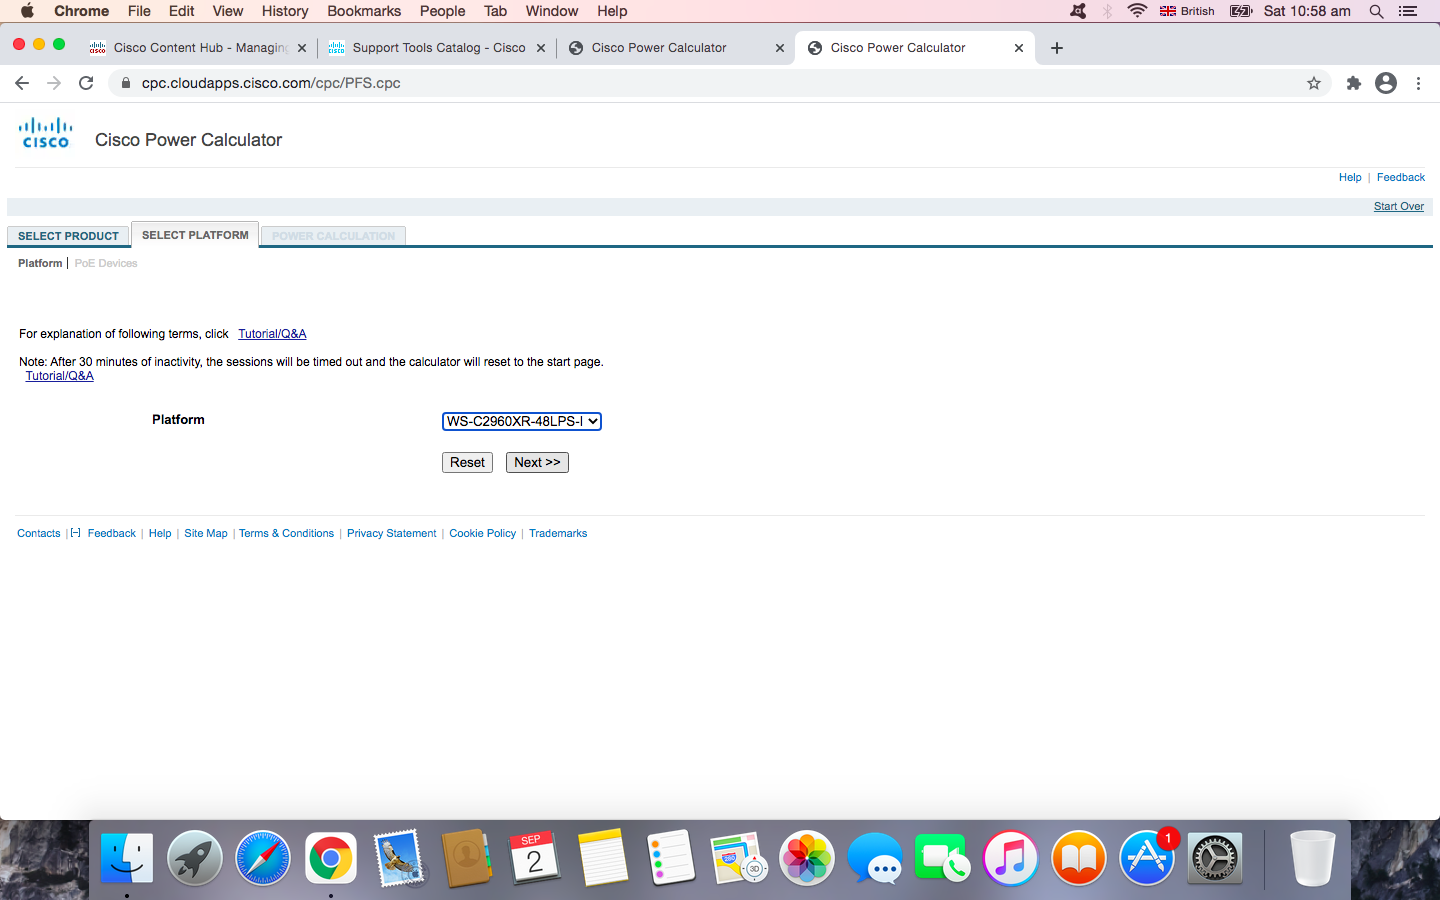 Chrome File Edit View History Bookmarks People Tab Window Help British Sat 10:58 am
Cisco Content Hub - Managing Support Tools Catalog - Cisco Cisco Power Calculator Cisco Power Calculator
cpc.cloudapps.cisco.com/cpc/PFS.cpc
CISCO Cisco Power Calculator
Help | Feedback
Start Over
SELECT PRODUCT SELECT PLATFORM POWER CALCULATION
Platform | PoE Devices
For explanation of following terms, click Tutorial/Q&A
Note: After 30 minutes of inactivity, the sessions will be timed out and the calculator will reset to the start page.
Tutorial/Q&A
Platform WS-C2960XR-48LPS-I
Reset Next >>
Contacts | [-] Feedback | Help | Site Map | Terms & Conditions | Privacy Statement | Cookie Policy | Trademarks
SEP
2
280
3D
1